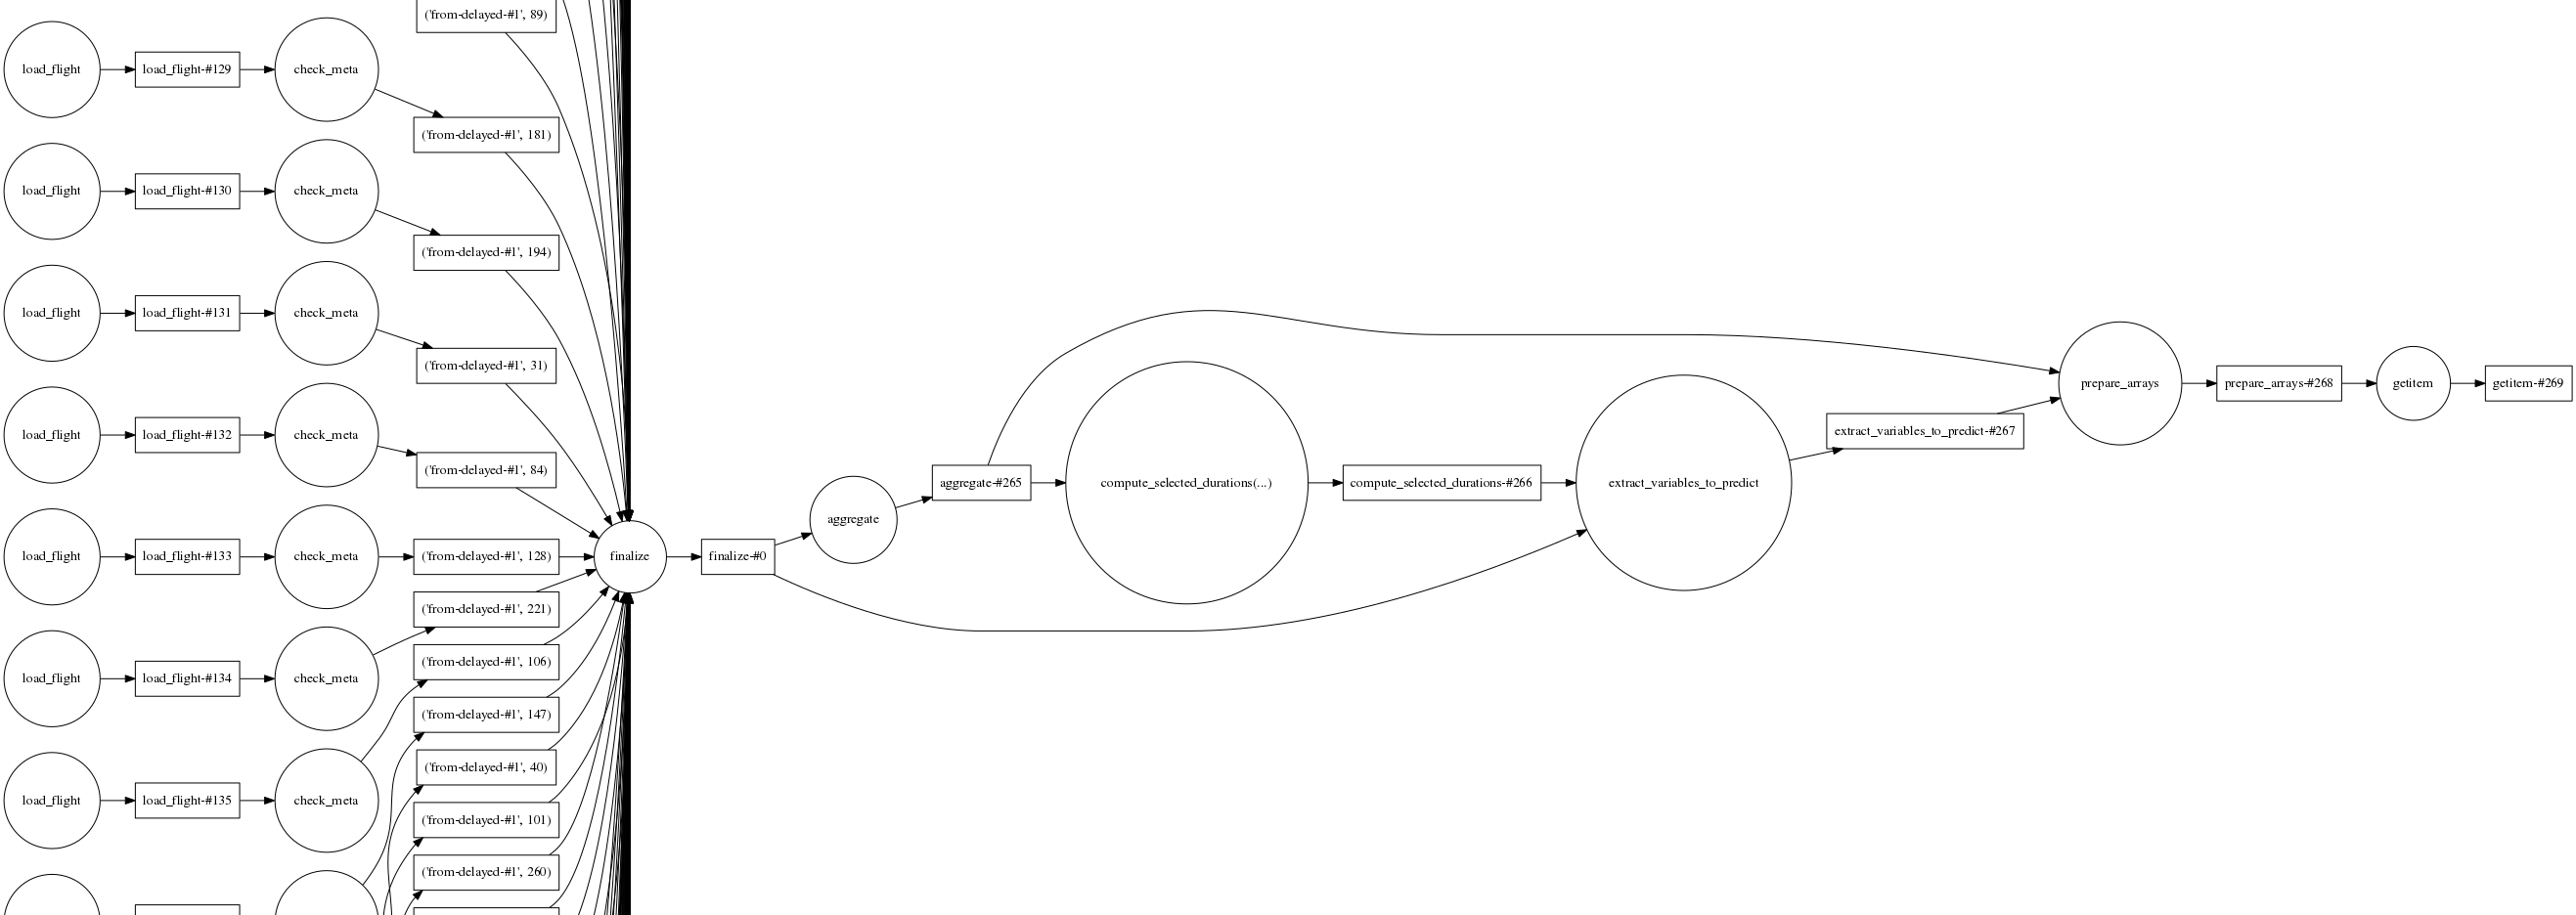 ('from-delayed-#1', 89)
load_flight
load_flight-#129
check_meta
('from-delayed-#1', 181)
load_flight
load_flight-#130
check_meta
('from-delayed-#1', 194)
load_flight
load_flight-#131
check_meta
('from-delayed-#1', 31)
load_flight
load_flight-#132
check_meta
('from-delayed-#1', 84)
load_flight
load_flight-#133
check_meta
('from-delayed-#1', 128)
('from-delayed-#1', 221)
load_flight
load_flight-#134
check_meta
('from-delayed-#1', 106)
('from-delayed-#1', 147)
('from-delayed-#1', 40)
load_flight
load_flight-#135
check_meta
('from-delayed-#1', 101)
('from-delayed-#1', 260)
finalize
finalize-#0
aggregate
aggregate-#265
compute_selected_durations(...)
compute_selected_durations-#266
extract_variables_to_predict
extract_variables_to_predict-#267
prepare_arrays
prepare_arrays-#268
getitem
getitem-#269